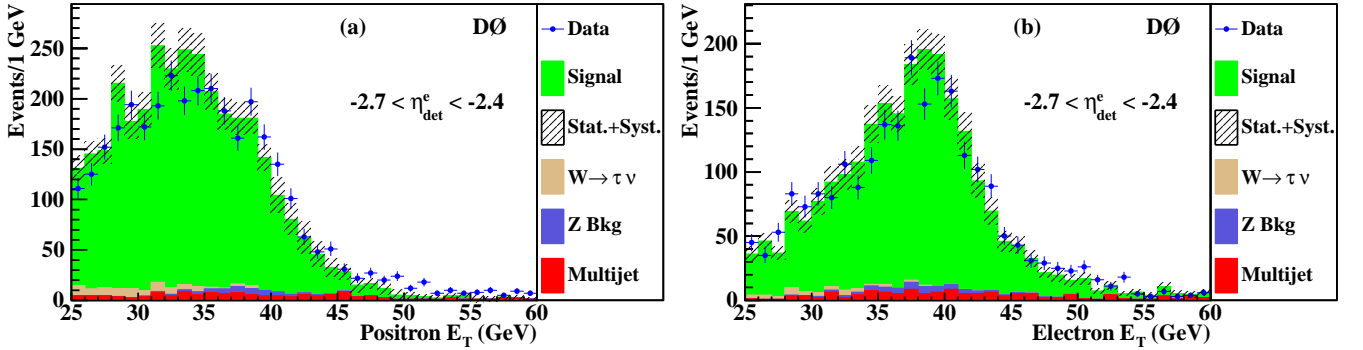 Events/1 GeV
250
200
150
100
50
0
(a)
DØ
-2.7 < η^e_det < -2.4
25 30 35 40 45 50 55 60
Positron E_T (GeV)
Data
Signal
Stat.+Syst.
W→ τ ν
Z Bkg
Multijet
Events/1 GeV
200
150
100
50
0
(b)
DØ
-2.7 < η^e_det < -2.4
25 30 35 40 45 50 55 60
Electron E_T (GeV)
Data
Signal
Stat.+Syst.
W→ τ ν
Z Bkg
Multijet